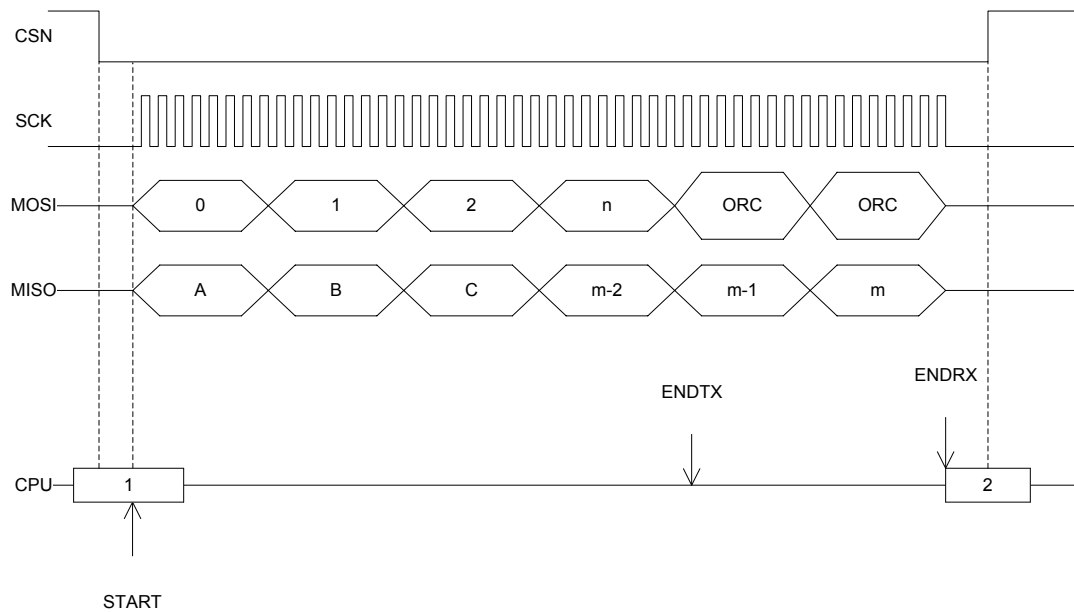 CSN
SCK
MOSI 0 1 2 n ORC ORC
MISO A B C m-2 m-1 m
ENDTX
ENDRX
CPU 1 2
START